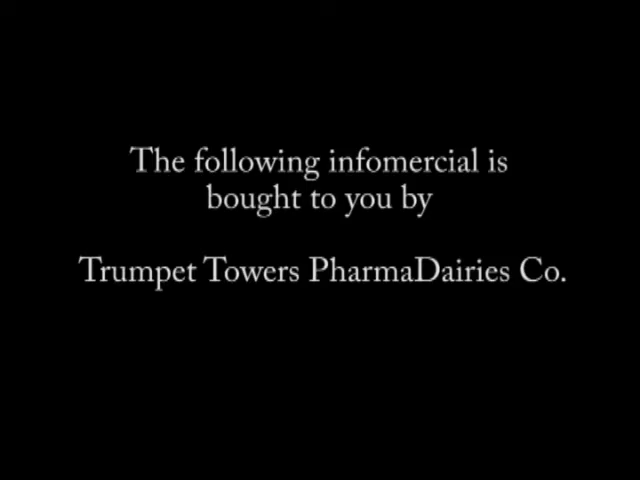 The following infomercial is
bought to you by
Trumpet Towers PharmaDairies Co.